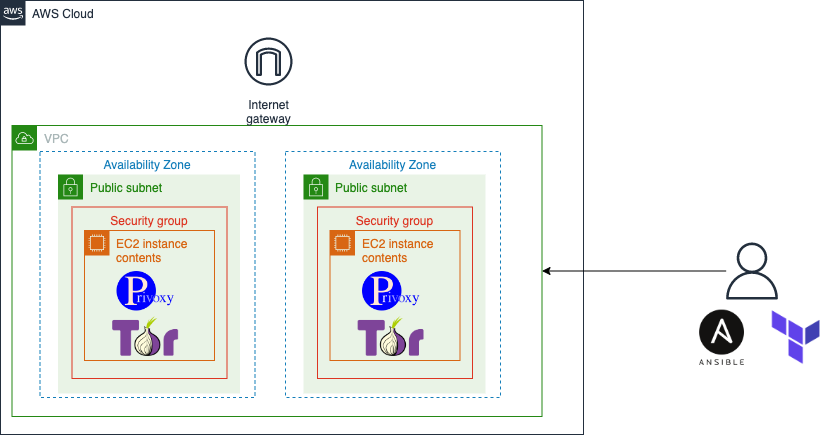 aws
AWS Cloud
Internet
gateway
VPC
Availability Zone
Public subnet
Security group
EC2 instance
contents
Privoxy
Tor
Availability Zone
Public subnet
Security group
EC2 instance
contents
Privoxy
Tor
A
ANSIBLE